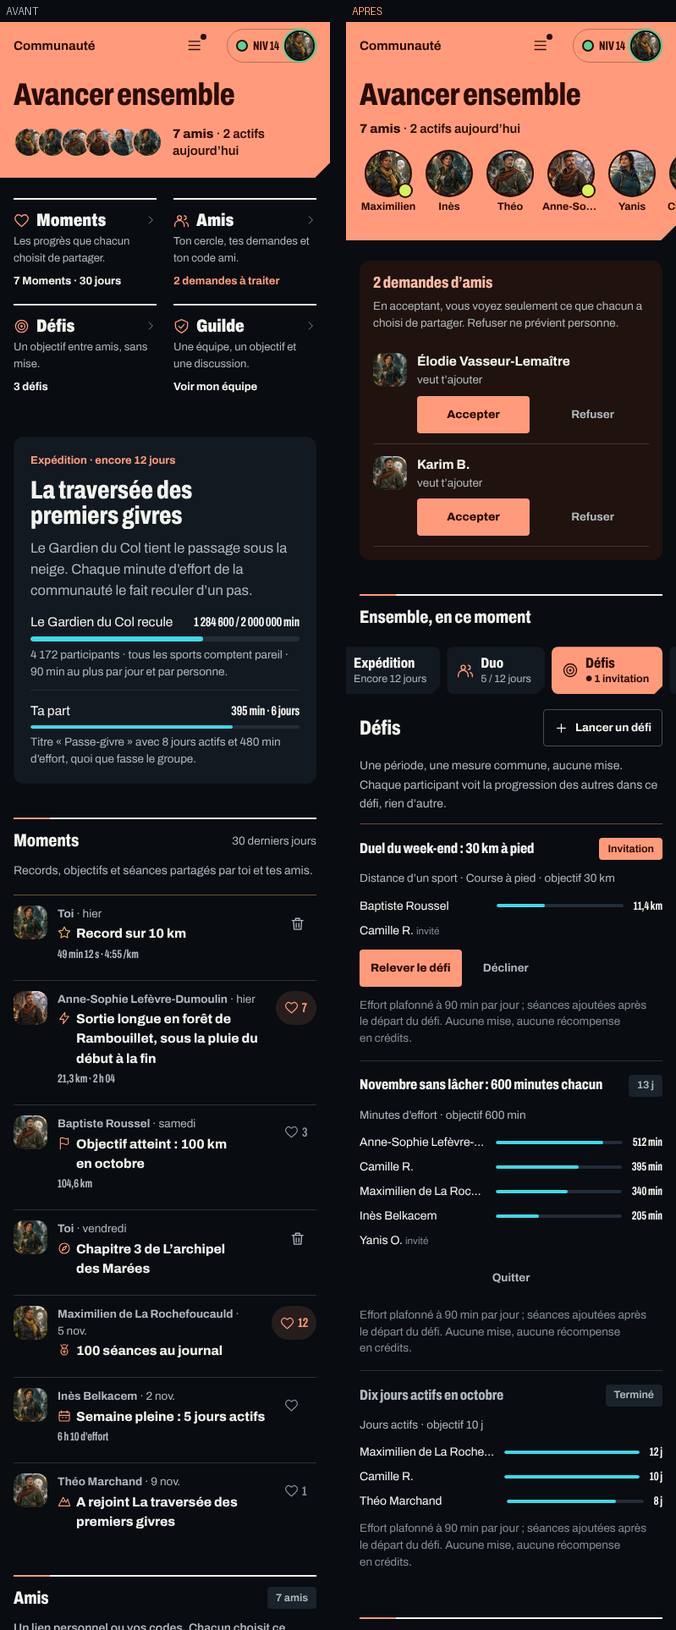 AVANT
Communauté
NIV 14
Avancer ensemble
7 amis · 2 actifs
aujourd’hui
Moments
Les progrès que chacun
choisit de partager.
7 Moments · 30 jours
Amis
Ton cercle, tes demandes et
ton code ami.
2 demandes à traiter
Défis
Un objectif entre amis, sans
mise.
3 défis
Guilde
Une équipe, un objectif et
une discussion.
Voir mon équipe
Expédition · encore 12 jours
La traversée des
premiers givres
Le Gardien du Col tient le passage sous la
neige. Chaque minute d’effort de la
communauté le fait reculer d’un pas.
Le Gardien du Col recule 1 284 600 / 2 000 000 min
4 172 participants · tous les sports comptent pareil ·
90 min au plus par jour et par personne.
Ta part 395 min · 6 jours
Titre « Passe-givre » avec 8 jours actifs et 480 min
d’effort, quoi que fasse le groupe.
Moments 30 derniers jours
Records, objectifs et séances partagés par toi et tes amis.
Toi · hier
Record sur 10 km
49 min 12 s · 4:55 /km
Anne-Sophie Lefèvre-Dumoulin · hier
Sortie longue en forêt de
Rambouillet, sous la pluie du
début à la fin
21,3 km · 2 h 04
7
Baptiste Roussel · samedi
Objectif atteint : 100 km
en octobre
104,6 km
3
Toi · vendredi
Chapitre 3 de L’archipel
des Marées
Maximilien de La Rochefoucauld ·
5 nov.
100 séances au journal
12
Inès Belkacem · 2 nov.
Semaine pleine : 5 jours actifs
6 h 10 d’effort
Théo Marchand · 9 nov.
A rejoint La traversée des
premiers givres
1
Amis 7 amis
Un lien personnel ou vos codes. Chacun choisit ce
APRES
Communauté
NIV 14
Avancer ensemble
7 amis · 2 actifs aujourd’hui
Maximilien Inès Théo Anne-So… Yanis C
2 demandes d’amis
En acceptant, vous voyez seulement ce que chacun a
choisi de partager. Refuser ne prévient personne.
Élodie Vasseur-Lemaître
veut t’ajouter
Accepter Refuser
Karim B.
veut t’ajouter
Accepter Refuser
Ensemble, en ce moment
Expédition
Encore 12 jours
Duo
5 / 12 jours
Défis
1 invitation
Défis
Lancer un défi
Une période, une mesure commune, aucune mise.
Chaque participant voit la progression des autres dans ce
défi, rien d’autre.
Duel du week-end : 30 km à pied Invitation
Distance d’un sport · Course à pied · objectif 30 km
Baptiste Roussel 11,4 km
Camille R. invité
Relever le défi Décliner
Effort plafonné à 90 min par jour ; séances ajoutées après
le départ du défi. Aucune mise, aucune récompense
en crédits.
Novembre sans lâcher : 600 minutes chacun 13 j
Minutes d’effort · objectif 600 min
Anne-Sophie Lefèvre-… 512 min
Camille R. 395 min
Maximilien de La Roc… 340 min
Inès Belkacem 205 min
Yanis O. invité
Quitter
Effort plafonné à 90 min par jour ; séances ajoutées après
le départ du défi. Aucune mise, aucune récompense
en crédits.
Dix jours actifs en octobre Terminé
Jours actifs · objectif 10 j
Maximilien de La Roche… 12 j
Camille R. 10 j
Théo Marchand 8 j
Effort plafonné à 90 min par jour ; séances ajoutées après
le départ du défi. Aucune mise, aucune récompense
en crédits.